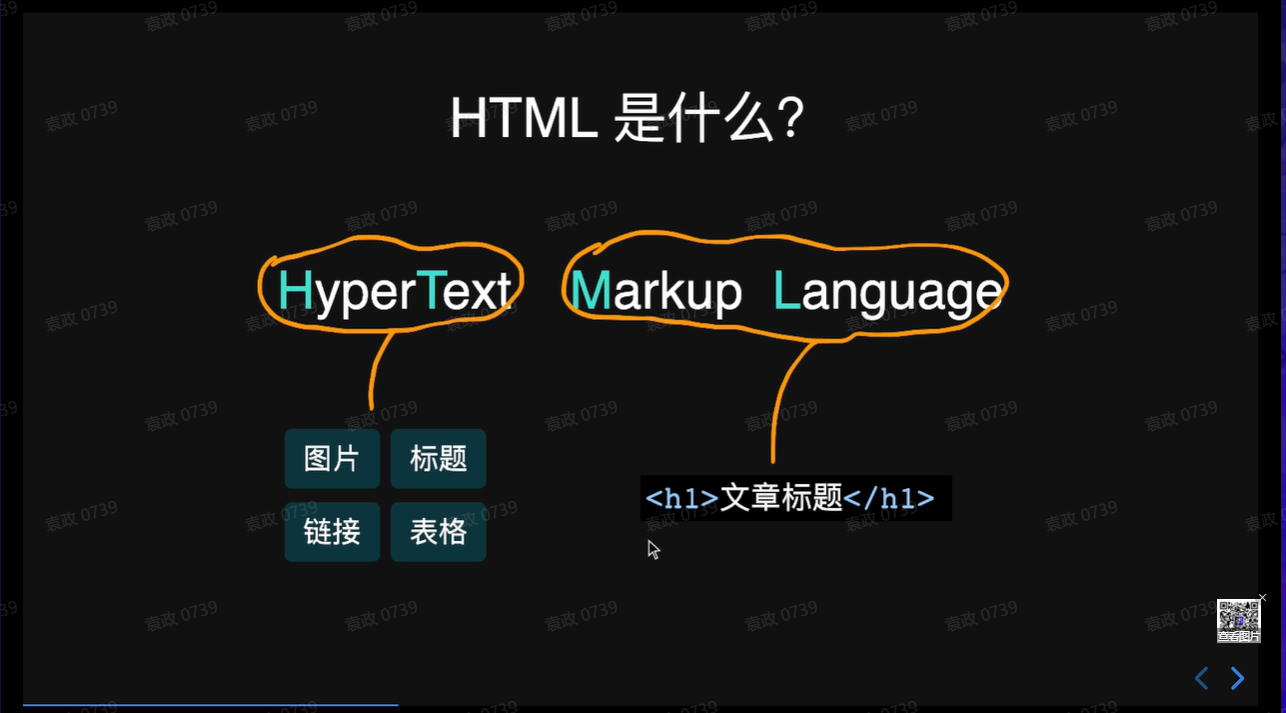 HTML 是什么？
HyperText Markup Language
图片 标题
链接 表格
<h1>文章标题</h1>
查看图片
袁政 0739